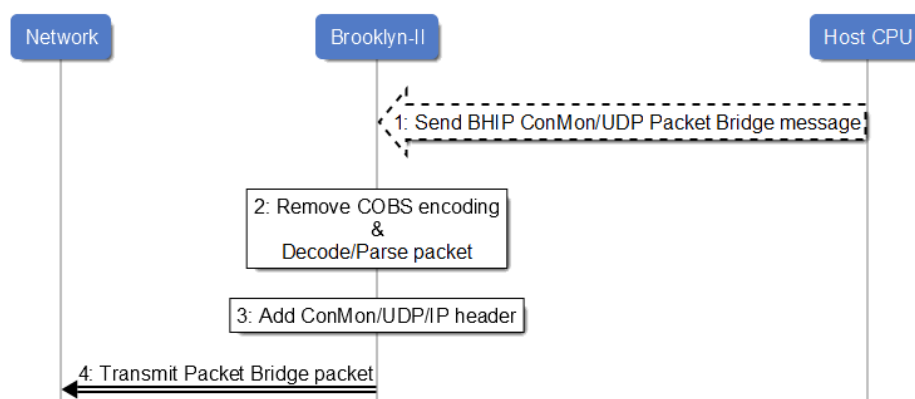 Network
Brooklyn-II
Host CPU
1: Send BHIP ConMon/UDP Packet Bridge message
2: Remove COBS encoding
&
Decode/Parse packet
3: Add ConMon/UDP/IP header
4: Transmit Packet Bridge packet